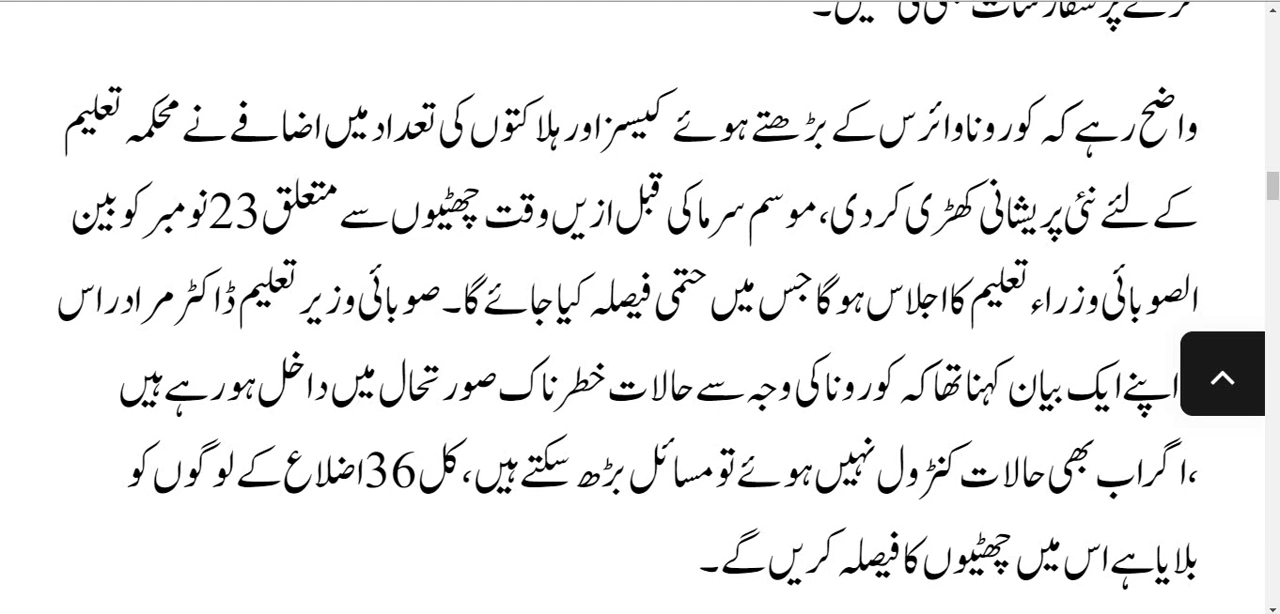 واضح رہے کہ کورونا وائرس کے بڑھتے ہوئے کیسز اور ہلاکتوں کی تعداد میں اضافے نے محکمہ تعلیم
کے لئے نئی پریشانی کھڑی کردی، موسم سرما کی قبل ازیں وقت چھٹیوں سے متعلق 23 نومبر کو بین
الصوبائی وزراء تعلیم کا اجلاس ہوگا جس میں حتمی فیصلہ کیا جائے گا۔ صوبائی وزیر تعلیم ڈاکٹر مراد راس
اپنے ایک بیان کہنا تھا کہ کورونا کی وجہ سے حالات خطرناک صورتحال میں داخل ہورہے ہیں
،اگر اب بھی حالات کنڑول نہیں ہوئے تو مسائل بڑھ سکتے ہیں، کل 36 اضلاع کے لوگوں کو
بلایا ہے اس میں چھٹیوں کا فیصلہ کریں گے۔